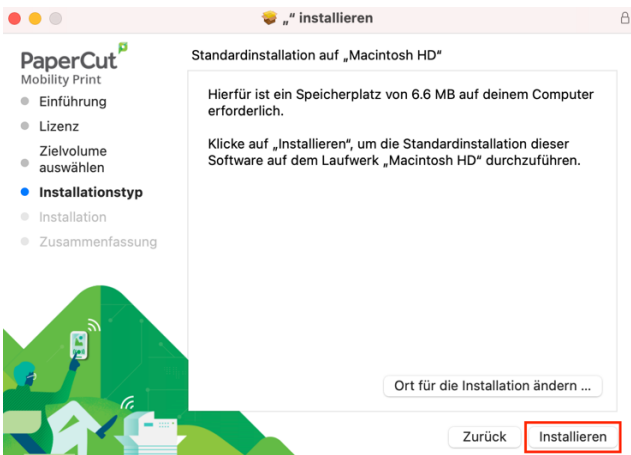 „“ installieren
PaperCut
Mobility Print
Einführung
Lizenz
Zielvolume
auswählen
Installationstyp
Installation
Zusammenfassung
Standardinstallation auf „Macintosh HD“
Hierfür ist ein Speicherplatz von 6.6 MB auf deinem Computer
erforderlich.
Klicke auf „Installieren“, um die Standardinstallation dieser
Software auf dem Laufwerk „Macintosh HD“ durchzuführen.
Ort für die Installation ändern ...
Zurück
Installieren